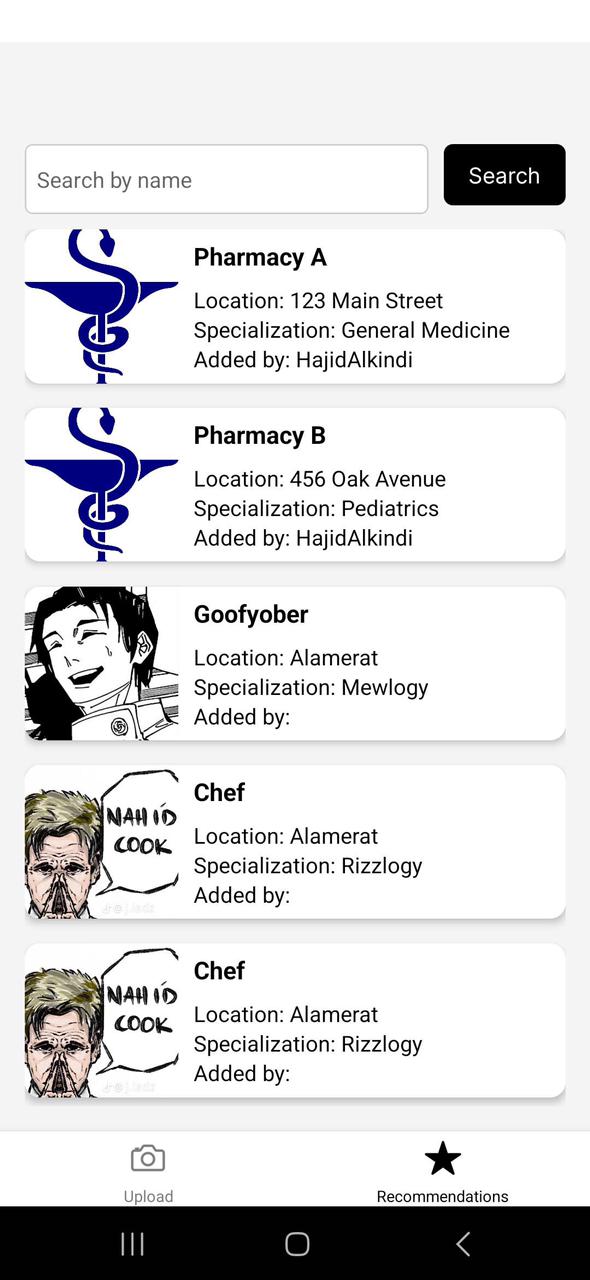 Search by name
Search
Pharmacy A
Location: 123 Main Street
Specialization: General Medicine
Added by: HajidAlkindi
Pharmacy B
Location: 456 Oak Avenue
Specialization: Pediatrics
Added by: HajidAlkindi
Goofyober
Location: Alamerat
Specialization: Mewlogy
Added by:
NAH I'D
COOK
Chef
Location: Alamerat
Specialization: Rizzlogy
Added by:
NAH I'D
COOK
Chef
Location: Alamerat
Specialization: Rizzlogy
Added by:
Upload
Recommendations